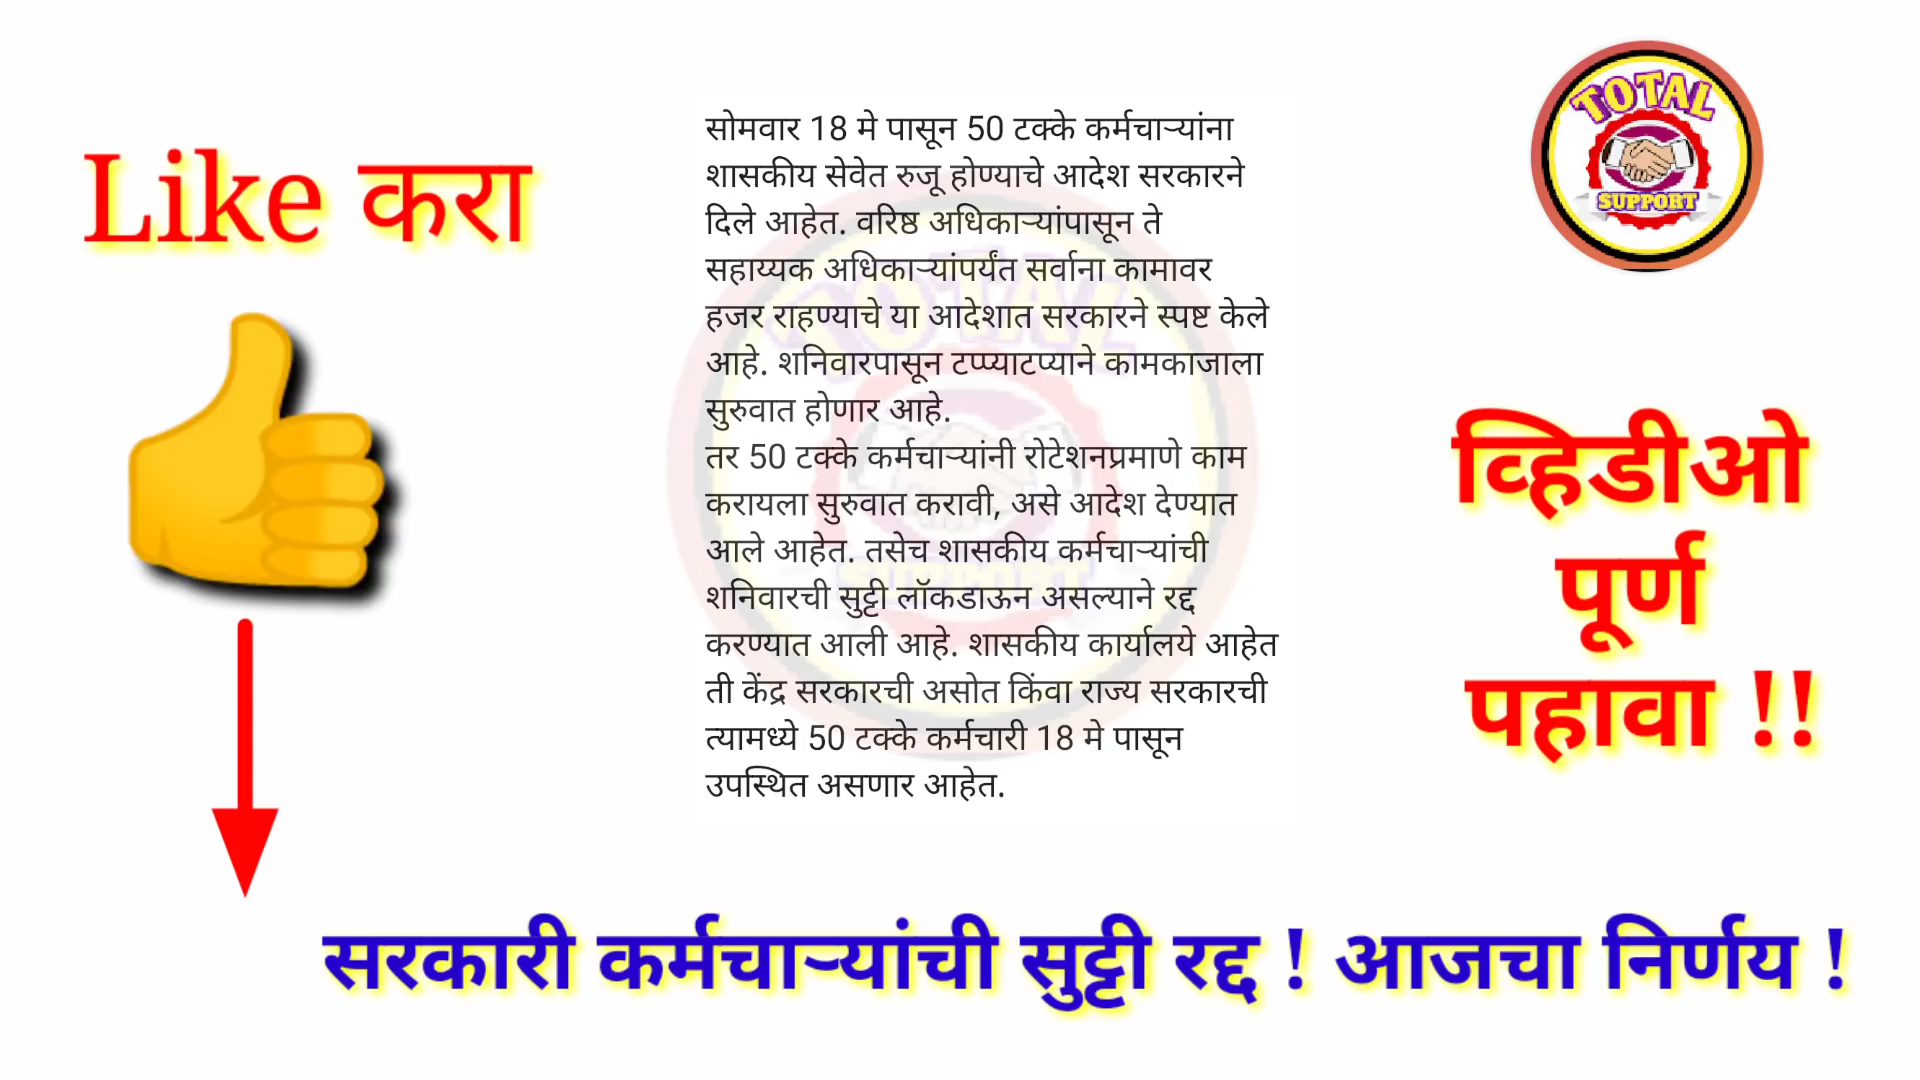 Like करा
TOTAL
SUPPORT
सोमवार 18 मे पासून 50 टक्के कर्मचाऱ्यांना
शासकीय सेवेत रुजू होण्याचे आदेश सरकारने
दिले आहेत. वरिष्ठ अधिकाऱ्यांपासून ते
सहाय्यक अधिकाऱ्यांपर्यंत सर्वाना कामावर
हजर राहण्याचे या आदेशात सरकारने स्पष्ट केले
आहे. शनिवारपासून टप्प्याटप्याने कामकाजाला
सुरुवात होणार आहे.
तर 50 टक्के कर्मचाऱ्यांनी रोटेशनप्रमाणे काम
करायला सुरुवात करावी, असे आदेश देण्यात
आले आहेत. तसेच शासकीय कर्मचाऱ्यांची
शनिवारची सुट्टी लॉकडाऊन असल्याने रद्द
करण्यात आली आहे. शासकीय कार्यालये आहेत
ती केंद्र सरकारची असोत किंवा राज्य सरकारची
त्यामध्ये 50 टक्के कर्मचारी 18 मे पासून
उपस्थित असणार आहेत.
व्हिडीओ
पूर्ण
पहावा !!
सरकारी कर्मचाऱ्यांची सुट्टी रद्द ! आजचा निर्णय !